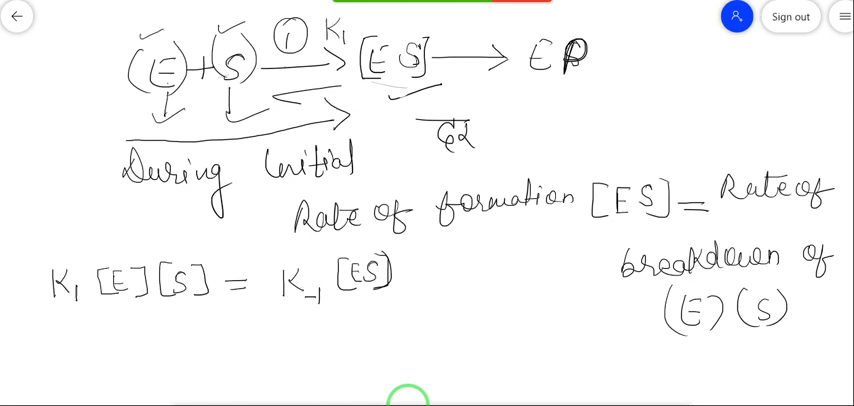 Sign out
(E) + (S) ① K₁ → [ES] → E P
During Initial
Rate of formation [ES] = Rate of
breakdown of
(E) (S)
K₁ [E] [S] = K₋₁ [ES]